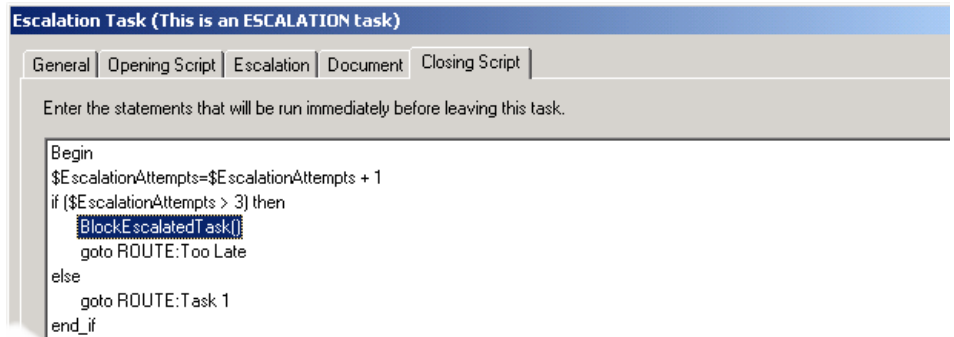 Escalation Task (This is an ESCALATION task)
General Opening Script Escalation Document Closing Script
Enter the statements that will be run immediately before leaving this task.
Begin
$EscalationAttempts=$EscalationAttempts + 1
if ($EscalationAttempts > 3) then
BlockEscalatedTask()
goto ROUTE:Too Late
else
goto ROUTE:Task 1
end_if